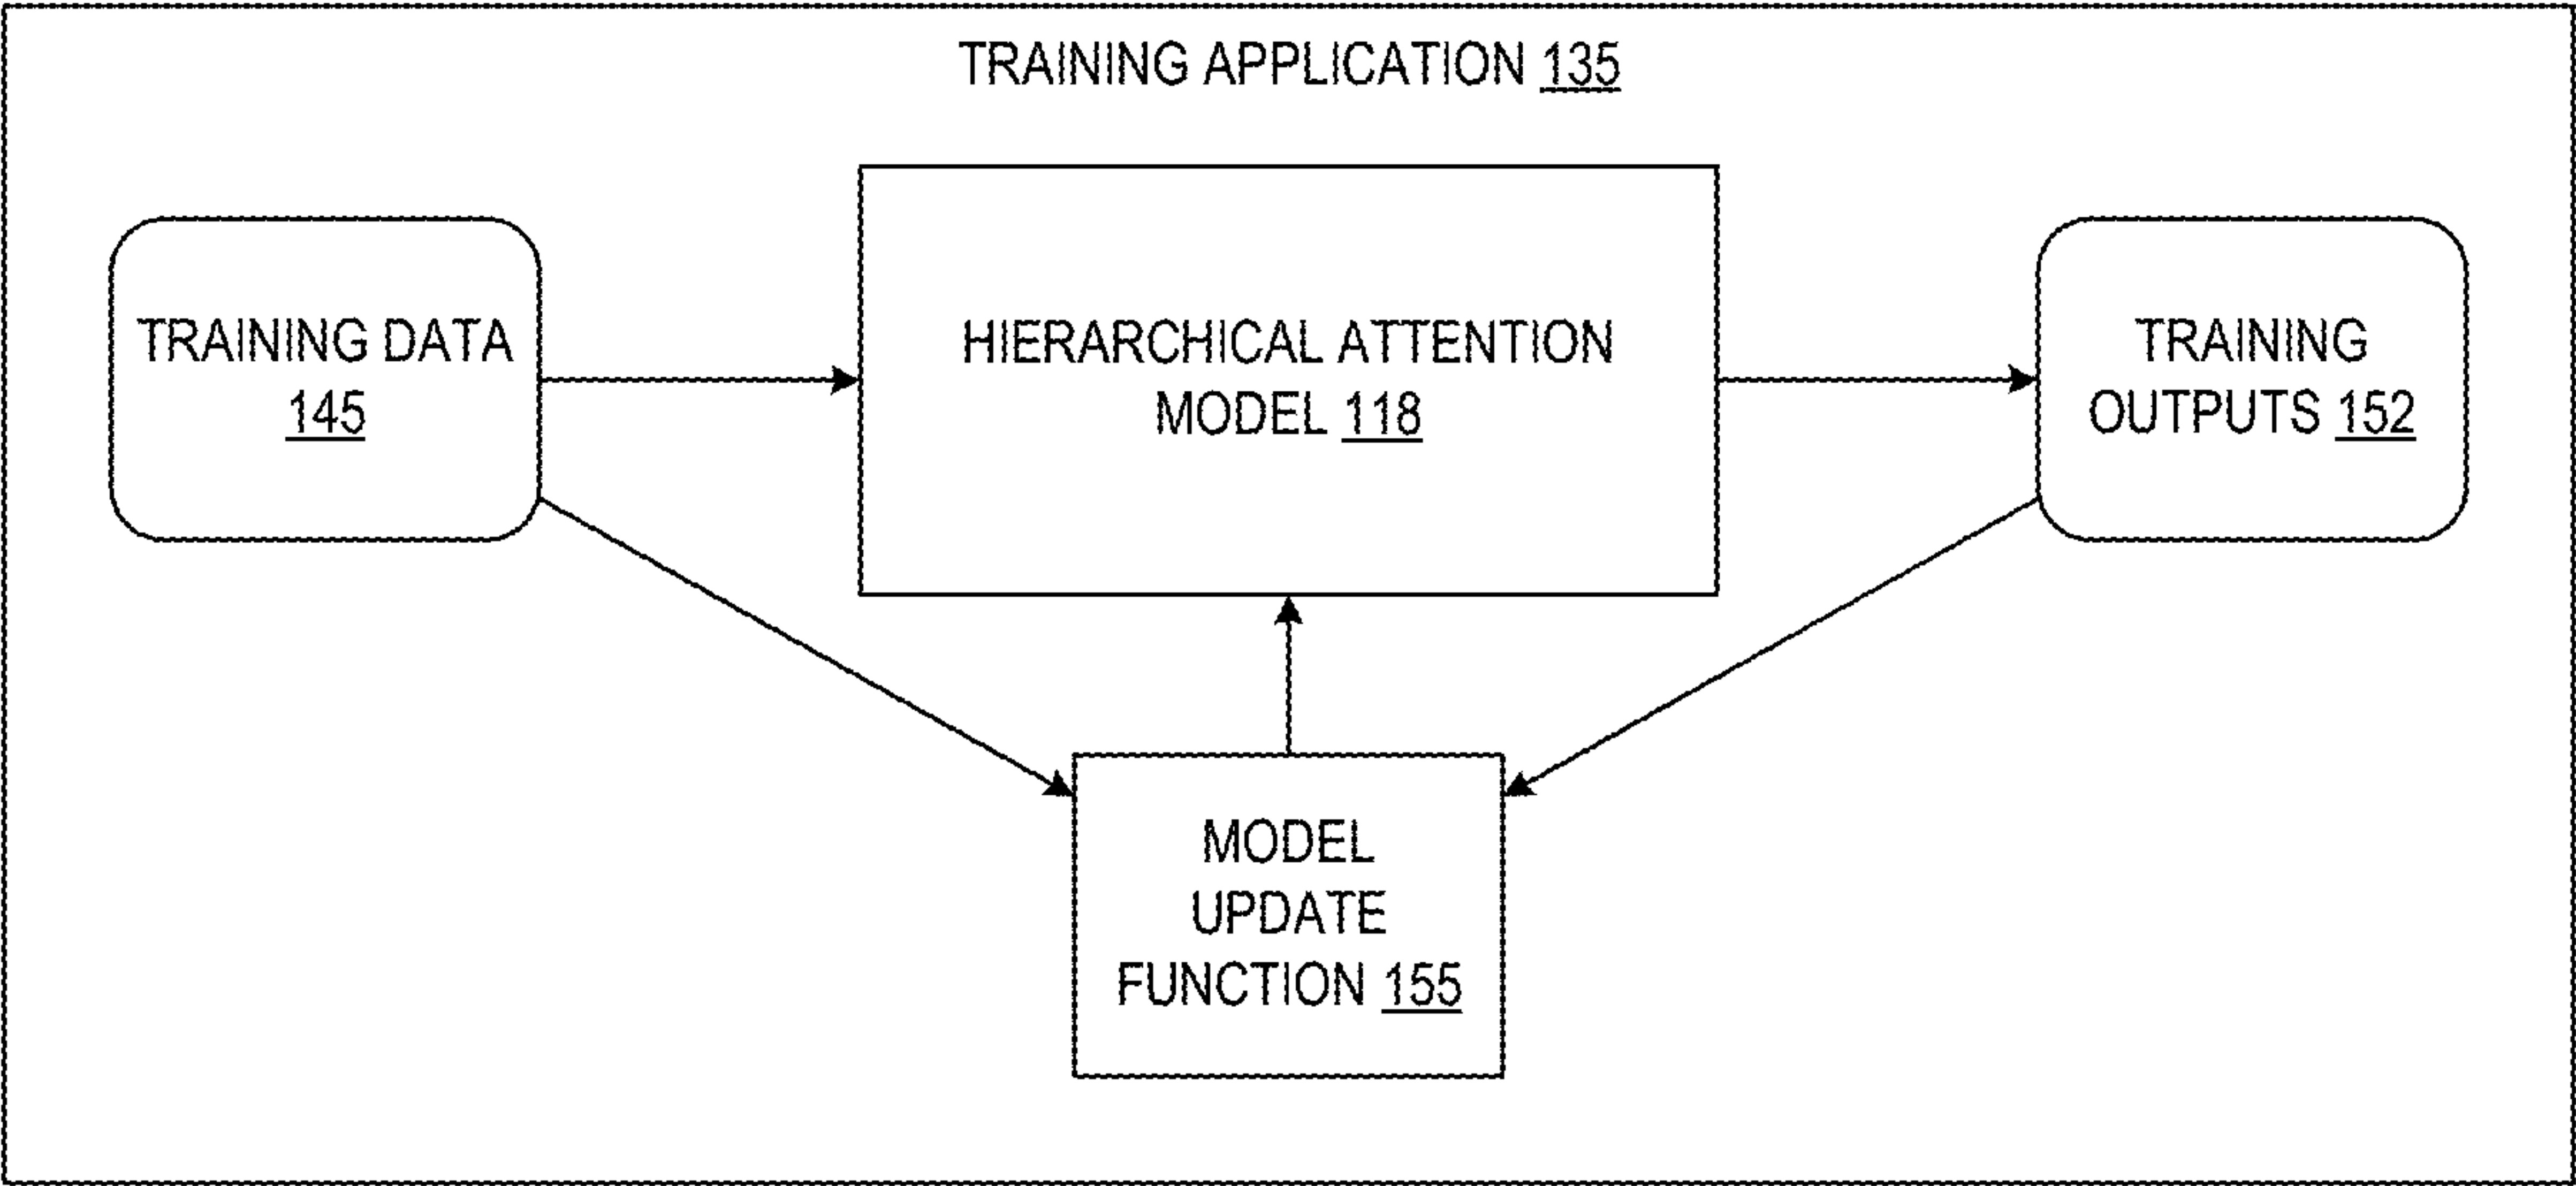 TRAINING APPLICATION 135
TRAINING DATA
145
HIERARCHICAL ATTENTION
MODEL 118
TRAINING
OUTPUTS 152
MODEL
UPDATE
FUNCTION 155